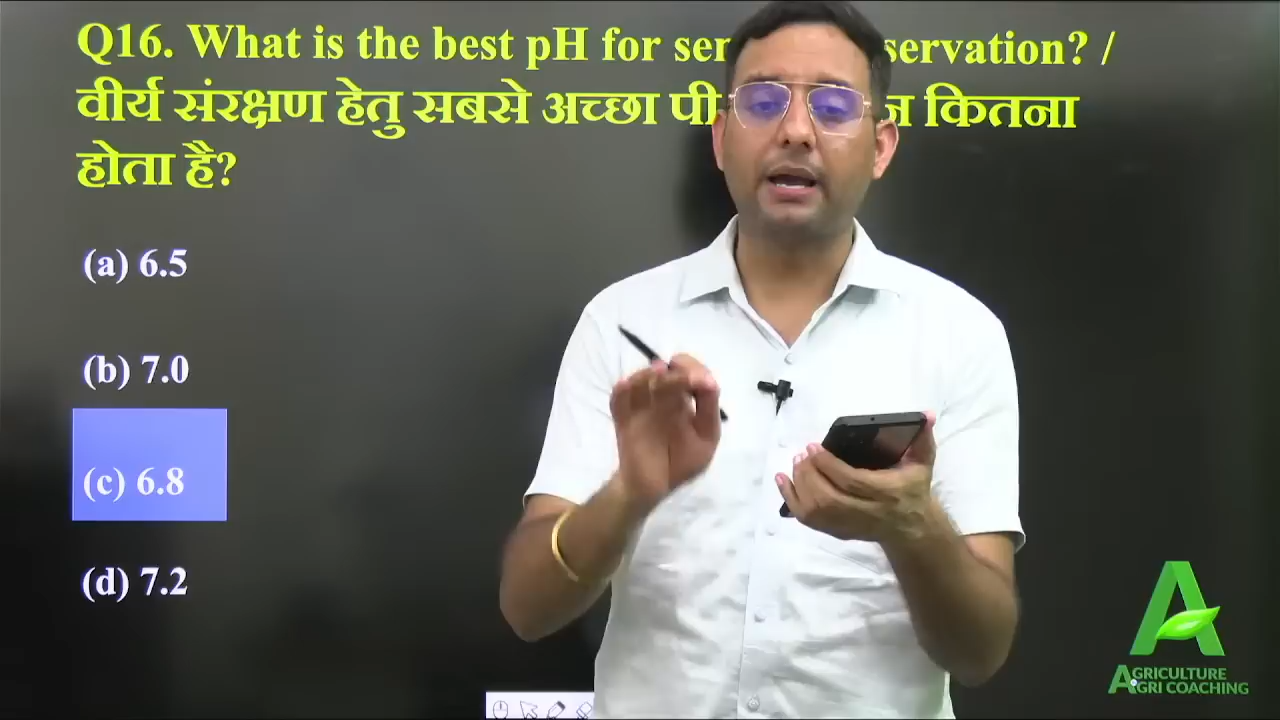 Q16. What is the best pH for ser servation? /
वीर्य संरक्षण हेतु सबसे अच्छा पी कितना
होता है?
(a) 6.5
(b) 7.0
(c) 6.8
(d) 7.2
A
AGRICULTURE
AGRI COACHING